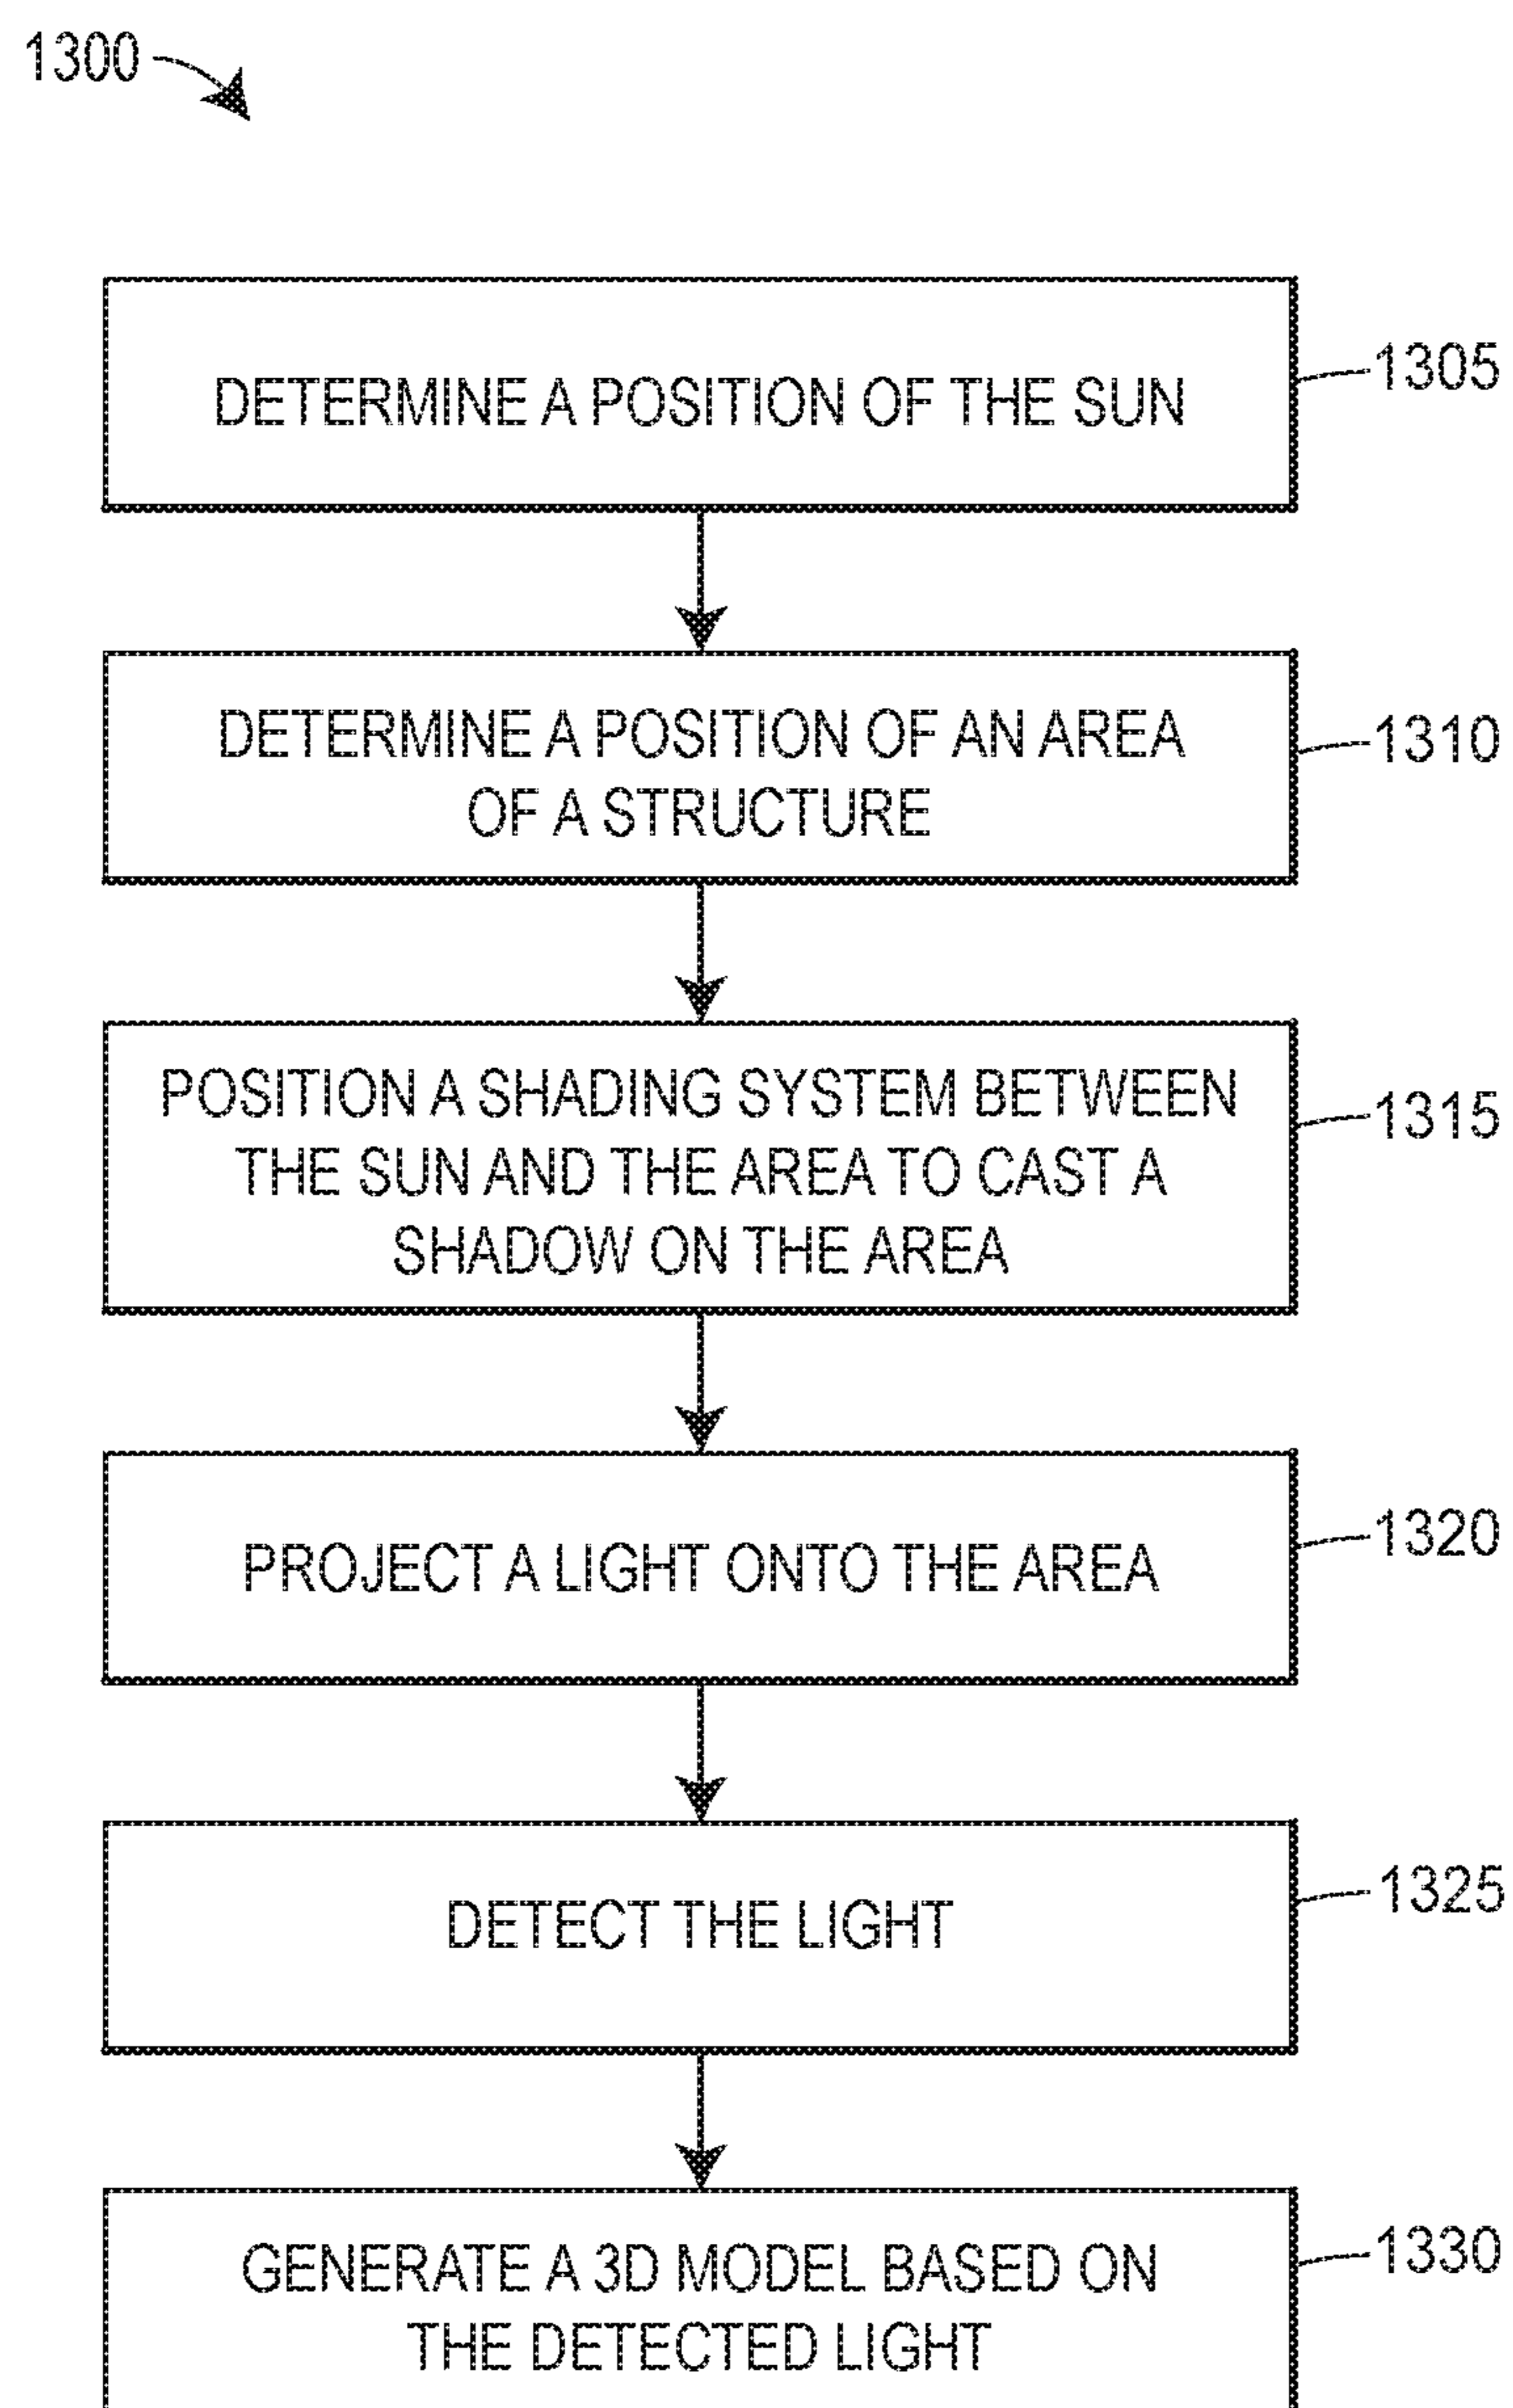 1300
DETERMINE A POSITION OF THE SUN
1305
DETERMINE A POSITION OF AN AREA
OF A STRUCTURE
1310
POSITION A SHADING SYSTEM BETWEEN
THE SUN AND THE AREA TO CAST A
SHADOW ON THE AREA
1315
PROJECT A LIGHT ONTO THE AREA
1320
DETECT THE LIGHT
1325
GENERATE A 3D MODEL BASED ON
THE DETECTED LIGHT
1330